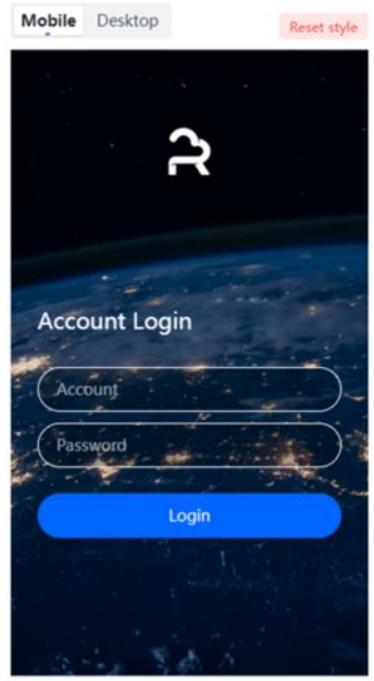 Mobile Desktop
Reset style
Account Login
Account
Password
Login